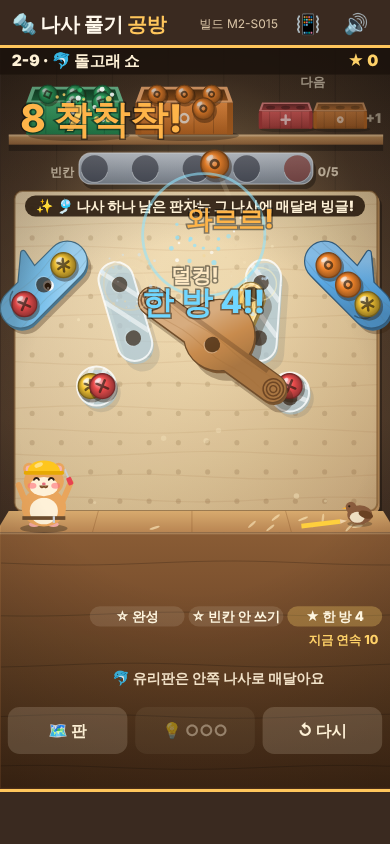 나사 풀기 공방
빌드 M2-S015
2-9 · 돌고래 쇼
★ 0
다음
8 착착착!
+1
빈칸
0/5
나사 하나 남은 판자는 그 나사에 매달려 빙글!
와르르!
덜컹!
한 방 4!!
☆ 완성
☆ 빈칸 안 쓰기
★ 한 방 4
지금 연속 10
유리판은 안쪽 나사로 매달아요
판
다시